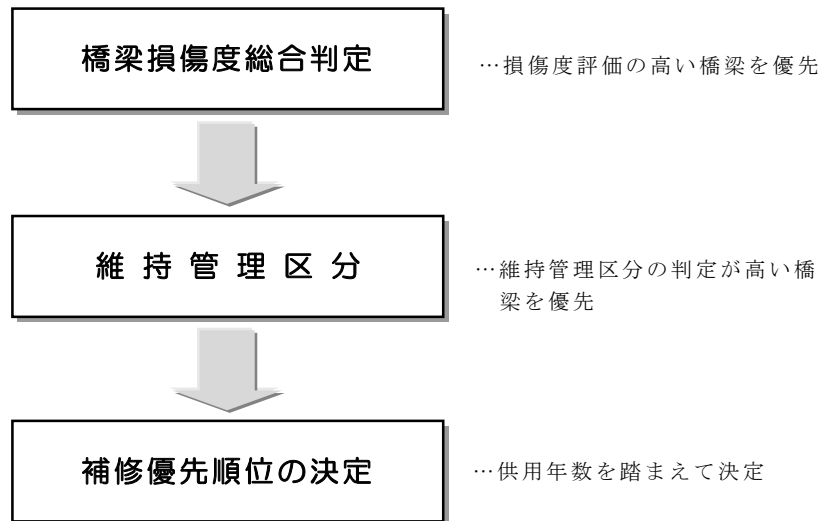 橋梁損傷度総合判定
…損傷度評価の高い橋梁を優先
維持管理区分
…維持管理区分の判定が高い橋
梁を優先
補修優先順位の決定
…供用年数を踏まえて決定